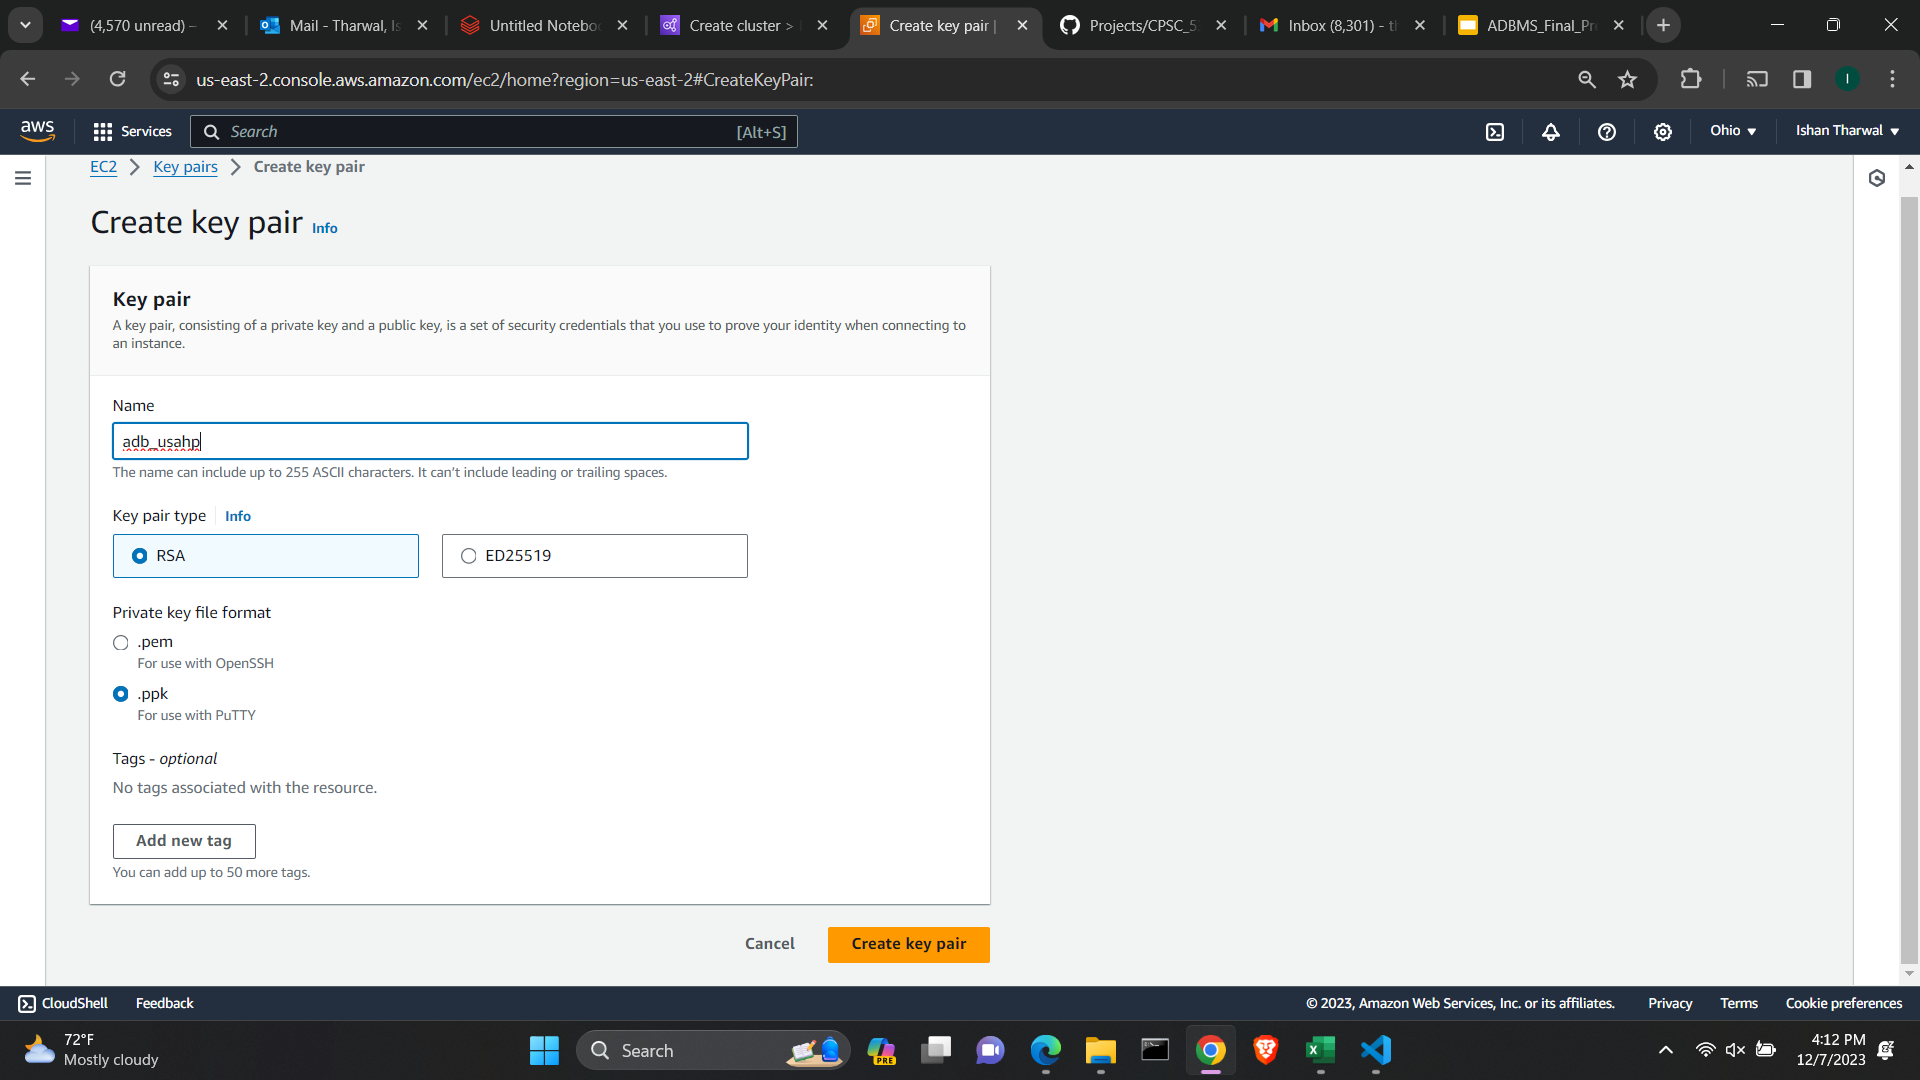 (4,570 unread) -
Mail - Tharwal, Is
Untitled Notebo
Create cluster >
Create key pair |
Projects/CPSC_5
Inbox (8,301) - t
ADBMS_Final_Pr
us-east-2.console.aws.amazon.com/ec2/home?region=us-east-2#CreateKeyPair:
I
aws
Services
Search
[Alt+S]
Ohio
Ishan Tharwal
EC2
Key pairs
Create key pair
Create key pair Info
Key pair
A key pair, consisting of a private key and a public key, is a set of security credentials that you use to prove your identity when connecting to
an instance.
Name
adb_usahp
The name can include up to 255 ASCII characters. It can't include leading or trailing spaces.
Key pair type
Info
RSA
ED25519
Private key file format
.pem
For use with OpenSSH
.ppk
For use with PuTTY
Tags - optional
No tags associated with the resource.
Add new tag
You can add up to 50 more tags.
Cancel
Create key pair
CloudShell
Feedback
© 2023, Amazon Web Services, Inc. or its affiliates.
Privacy
Terms
Cookie preferences
72°F
Mostly cloudy
Search
PRE
4:12 PM
12/7/2023